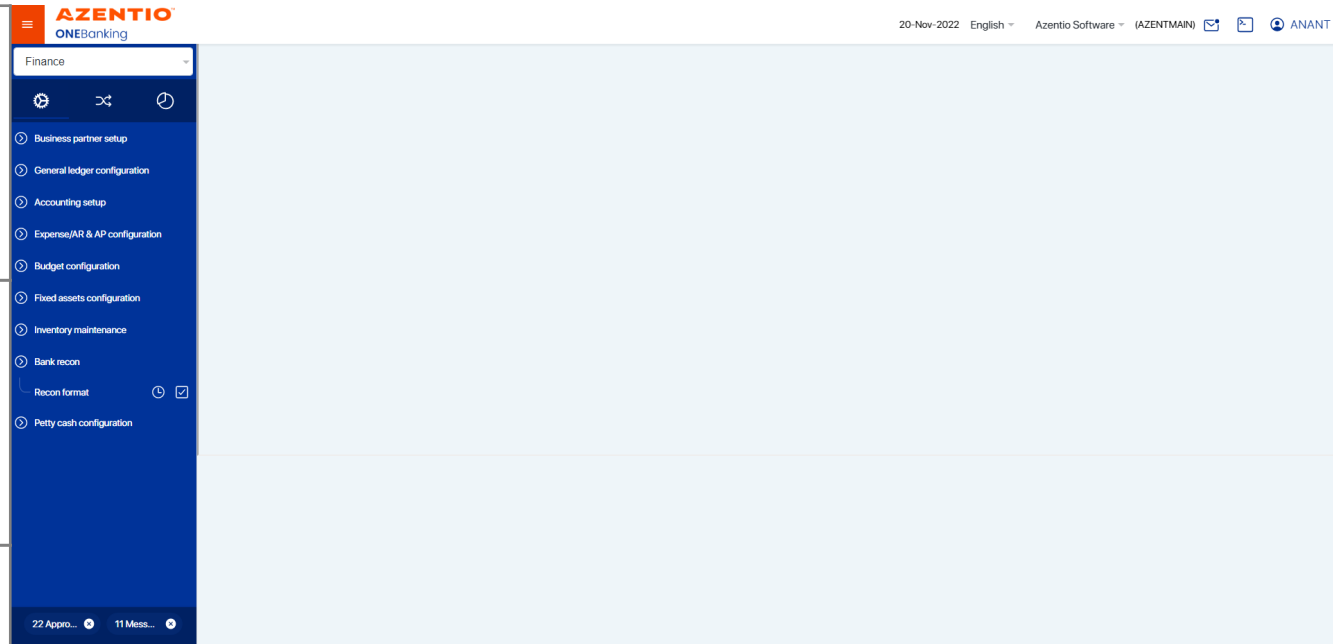 AZENTIO™
ONEBanking
20-Nov-2022 English Azentio Software (AZENTMAIN) ANANT
Finance
Business partner setup
General ledger configuration
Accounting setup
Expense/AR & AP configuration
Budget configuration
Fixed assets configuration
Inventory maintenance
Bank recon
Recon format
Petty cash configuration
22 Appro... 11 Mess...